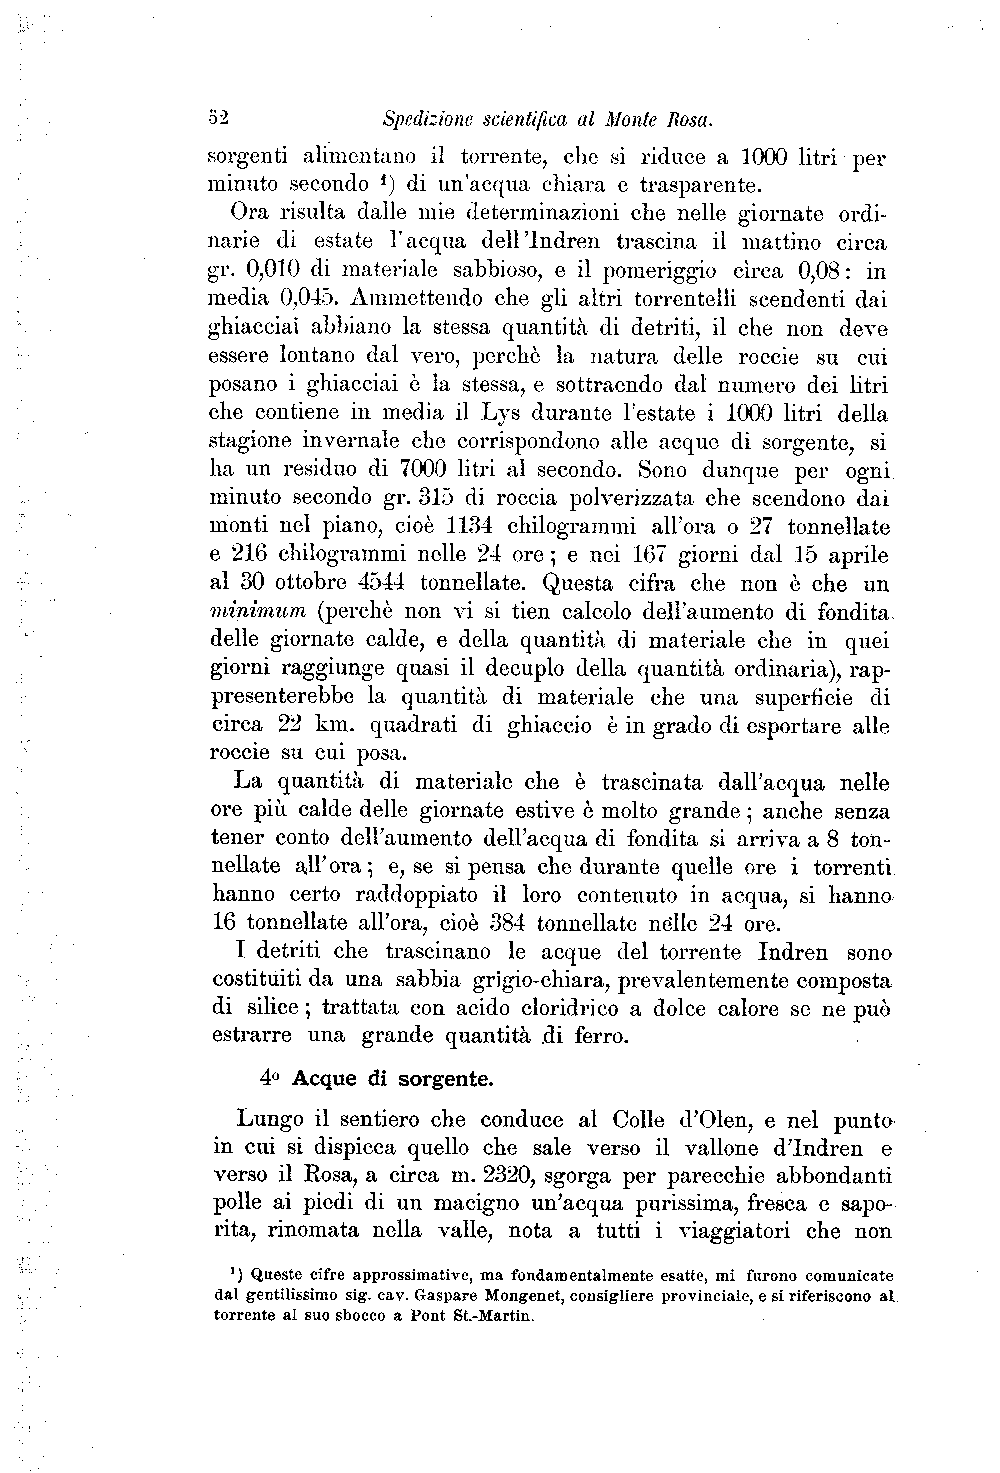 52 Spedizione scientifica al Monte Rosa.
sorgenti alimentano il torrente, che si riduce a 1000 litri per
minuto secondo ¹) di un'acqua chiara e trasparente.
Ora risulta dalle mie determinazioni che nelle giornate ordi-
narie di estate l'acqua dell'Indren trascina il mattino circa
gr. 0,010 di materiale sabbioso, e il pomeriggio circa 0,08: in
media 0,045. Ammettendo che gli altri torrentelli scendenti dai
ghiacciai abbiano la stessa quantità di detriti, il che non deve
essere lontano dal vero, perchè la natura delle roccie su cui
posano i ghiacciai è la stessa, e sottraendo dal numero dei litri
che contiene in media il Lys durante l'estate i 1000 litri della
stagione invernale che corrispondono alle acque di sorgente, si
ha un residuo di 7000 litri al secondo. Sono dunque per ogni
minuto secondo gr. 315 di roccia polverizzata che scendono dai
monti nel piano, cioè 1134 chilogrammi all'ora o 27 tonnellate
e 216 chilogrammi nelle 24 ore; e nei 167 giorni dal 15 aprile
al 30 ottobre 4544 tonnellate. Questa cifra che non è che un
minimum (perchè non vi si tien calcolo dell'aumento di fondita
delle giornate calde, e della quantità di materiale che in quei
giorni raggiunge quasi il decuplo della quantità ordinaria), rap-
presenterebbe la quantità di materiale che una superficie di
circa 22 km. quadrati di ghiaccio è in grado di esportare alle
roccie su cui posa.
La quantità di materiale che è trascinata dall'acqua nelle
ore più calde delle giornate estive è molto grande; anche senza
tener conto dell'aumento dell'acqua di fondita si arriva a 8 ton-
nellate all'ora; e, se si pensa che durante quelle ore i torrenti
hanno certo raddoppiato il loro contenuto in acqua, si hanno
16 tonnellate all'ora, cioè 384 tonnellate nelle 24 ore.
I detriti che trascinano le acque del torrente Indren sono
costituiti da una sabbia grigio-chiara, prevalentemente composta
di silice; trattata con acido cloridrico a dolce calore se ne può
estrarre una grande quantità di ferro.
4º Acque di sorgente.
Lungo il sentiero che conduce al Colle d'Olen, e nel punto
in cui si dispicca quello che sale verso il vallone d'Indren e
verso il Rosa, a circa m. 2320, sgorga per parecchie abbondanti
polle ai piedi di un macigno un'acqua purissima, fresca e sapo-
rita, rinomata nella valle, nota a tutti i viaggiatori che non
¹) Queste cifre approssimative, ma fondamentalmente esatte, mi furono comunicate
dal gentilissimo sig. cav. Gaspare Mongenet, consigliere provinciale, e si riferiscono al
torrente al suo sbocco a Pont St.-Martin.